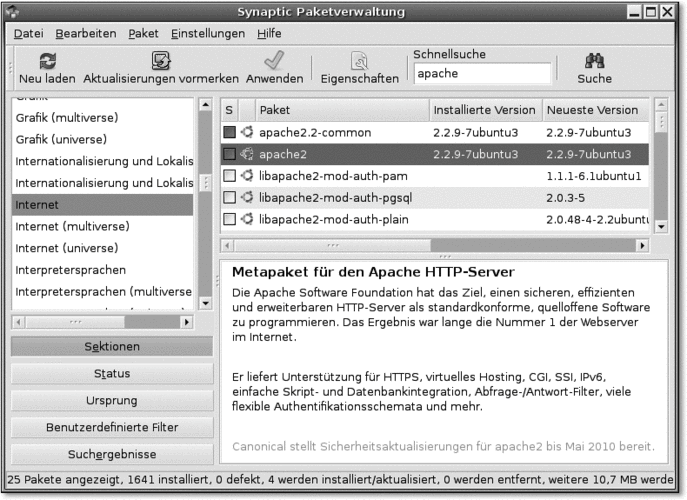 Synaptic Paketverwaltung
Datei Bearbeiten Paket Einstellungen Hilfe
Neu laden Aktualisierungen vormerken Anwenden Eigenschaften
Schnellsuche
apache
Suche
Grafik
Grafik (multiverse)
Grafik (universe)
Internationalisierung und Lokalis
Internationalisierung und Lokalis
Internet
Internet (multiverse)
Internet (universe)
Interpretersprachen
Interpretersprachen (multiverse
Sektionen
Status
Ursprung
Benutzerdefinierte Filter
Suchergebnisse
S Paket Installierte Version Neueste Version
apache2.2-common 2.2.9-7ubuntu3 2.2.9-7ubuntu3
apache2 2.2.9-7ubuntu3 2.2.9-7ubuntu3
libapache2-mod-auth-pam 1.1.1-6.1ubuntu1
libapache2-mod-auth-pgsql 2.0.3-5
libapache2-mod-auth-plain 2.0.48-4-2.2ubunt
Metapaket für den Apache HTTP-Server
Die Apache Software Foundation hat das Ziel, einen sicheren, effizienten
und erweiterbaren HTTP-Server als standardkonforme, quelloffene Software
zu programmieren. Das Ergebnis war lange die Nummer 1 der Webserver
im Internet.
Er liefert Unterstützung für HTTPS, virtuelles Hosting, CGI, SSI, IPv6,
einfache Skript- und Datenbankintegration, Abfrage-/Antwort-Filter, viele
flexible Authentifikationsschemata und mehr.
Canonical stellt Sicherheitsaktualisierungen für apache2 bis Mai 2010 bereit.
25 Pakete angezeigt, 1641 installiert, 0 defekt, 4 werden installiert/aktualisiert, 0 werden entfernt, weitere 10,7 MB werde